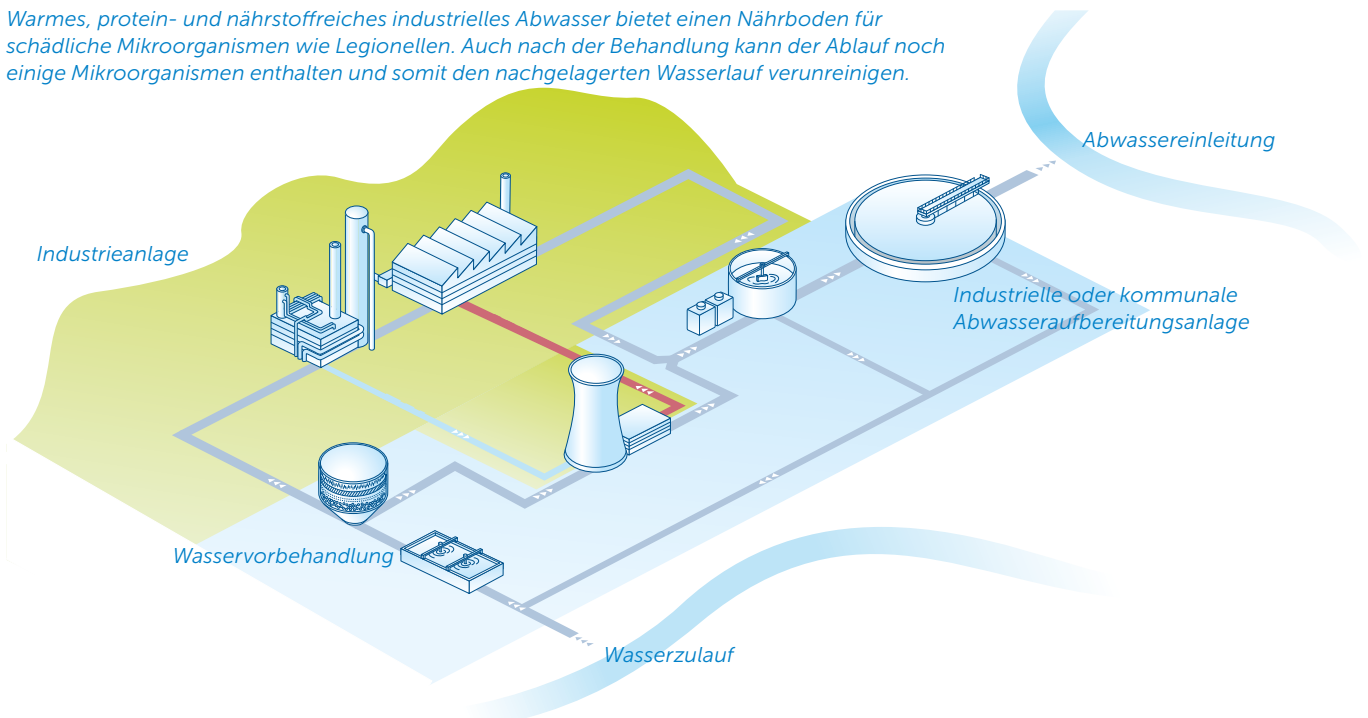 Warmes, protein- und nährstoffreiches industrielles Abwasser bietet einen Nährboden für
schädliche Mikroorganismen wie Legionellen. Auch nach der Behandlung kann der Ablauf noch
einige Mikroorganismen enthalten und somit den nachgelagerten Wasserlauf verunreinigen.
Abwassereinleitung
Industrieanlage
Industrielle oder kommunale
Abwasseraufbereitungsanlage
Wasservorbehandlung
Wasserzulauf